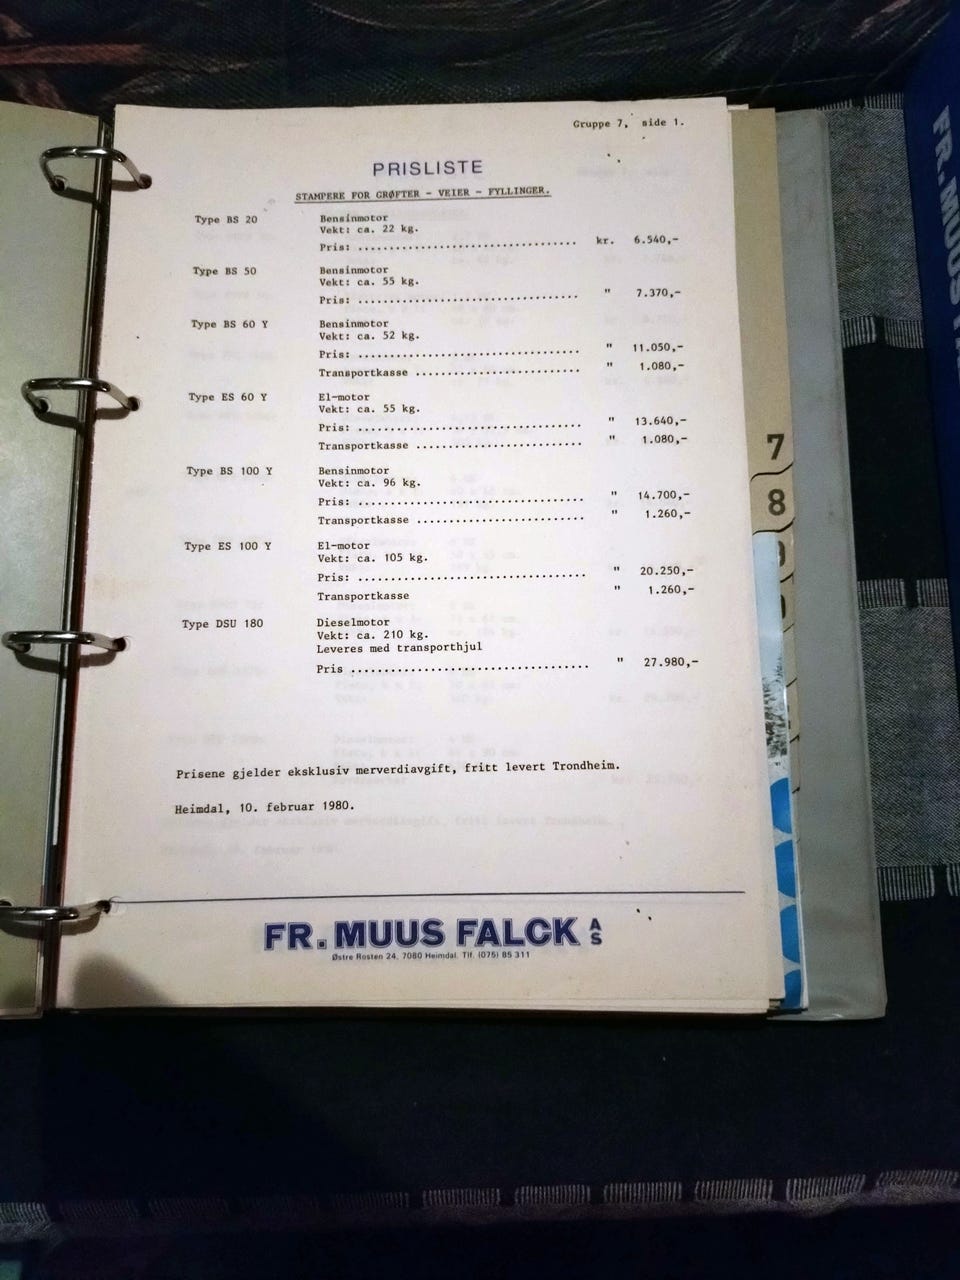 Gruppe 7, side 1.
PRISLISTE
STAMPERE FOR GRØFTER - VEIER - FYLLINGER.
Type BS 20 Bensinmotor
Vekt: ca. 22 kg.
Pris: ........................................ kr. 6.540,-
Type BS 50 Bensinmotor
Vekt: ca. 55 kg.
Pris: ........................................ " 7.370,-
Type BS 60 Y Bensinmotor
Vekt: ca. 52 kg.
Pris: ........................................ " 11.050,-
Transportkasse .............................. " 1.080,-
Type ES 60 Y El-motor
Vekt: ca. 55 kg.
Pris: ........................................ " 13.640,-
Transportkasse .............................. " 1.080,-
Type BS 100 Y Bensinmotor
Vekt: ca. 96 kg.
Pris: ........................................ " 14.700,-
Transportkasse .............................. " 1.260,-
Type ES 100 Y El-motor
Vekt: ca. 105 kg.
Pris: ........................................ " 20.250,-
Transportkasse " 1.260,-
Type DSU 180 Dieselmotor
Vekt: ca. 210 kg.
Leveres med transporthjul
Pris ........................................ " 27.980,-
Prisene gjelder eksklusiv merverdiavgift, fritt levert Trondheim.
Heimdal, 10. februar 1980.
FR. MUUS FALCK AS
Østre Rosten 24, 7080 Heimdal. Tlf. (075) 85 311
7
8
FR. MUUS